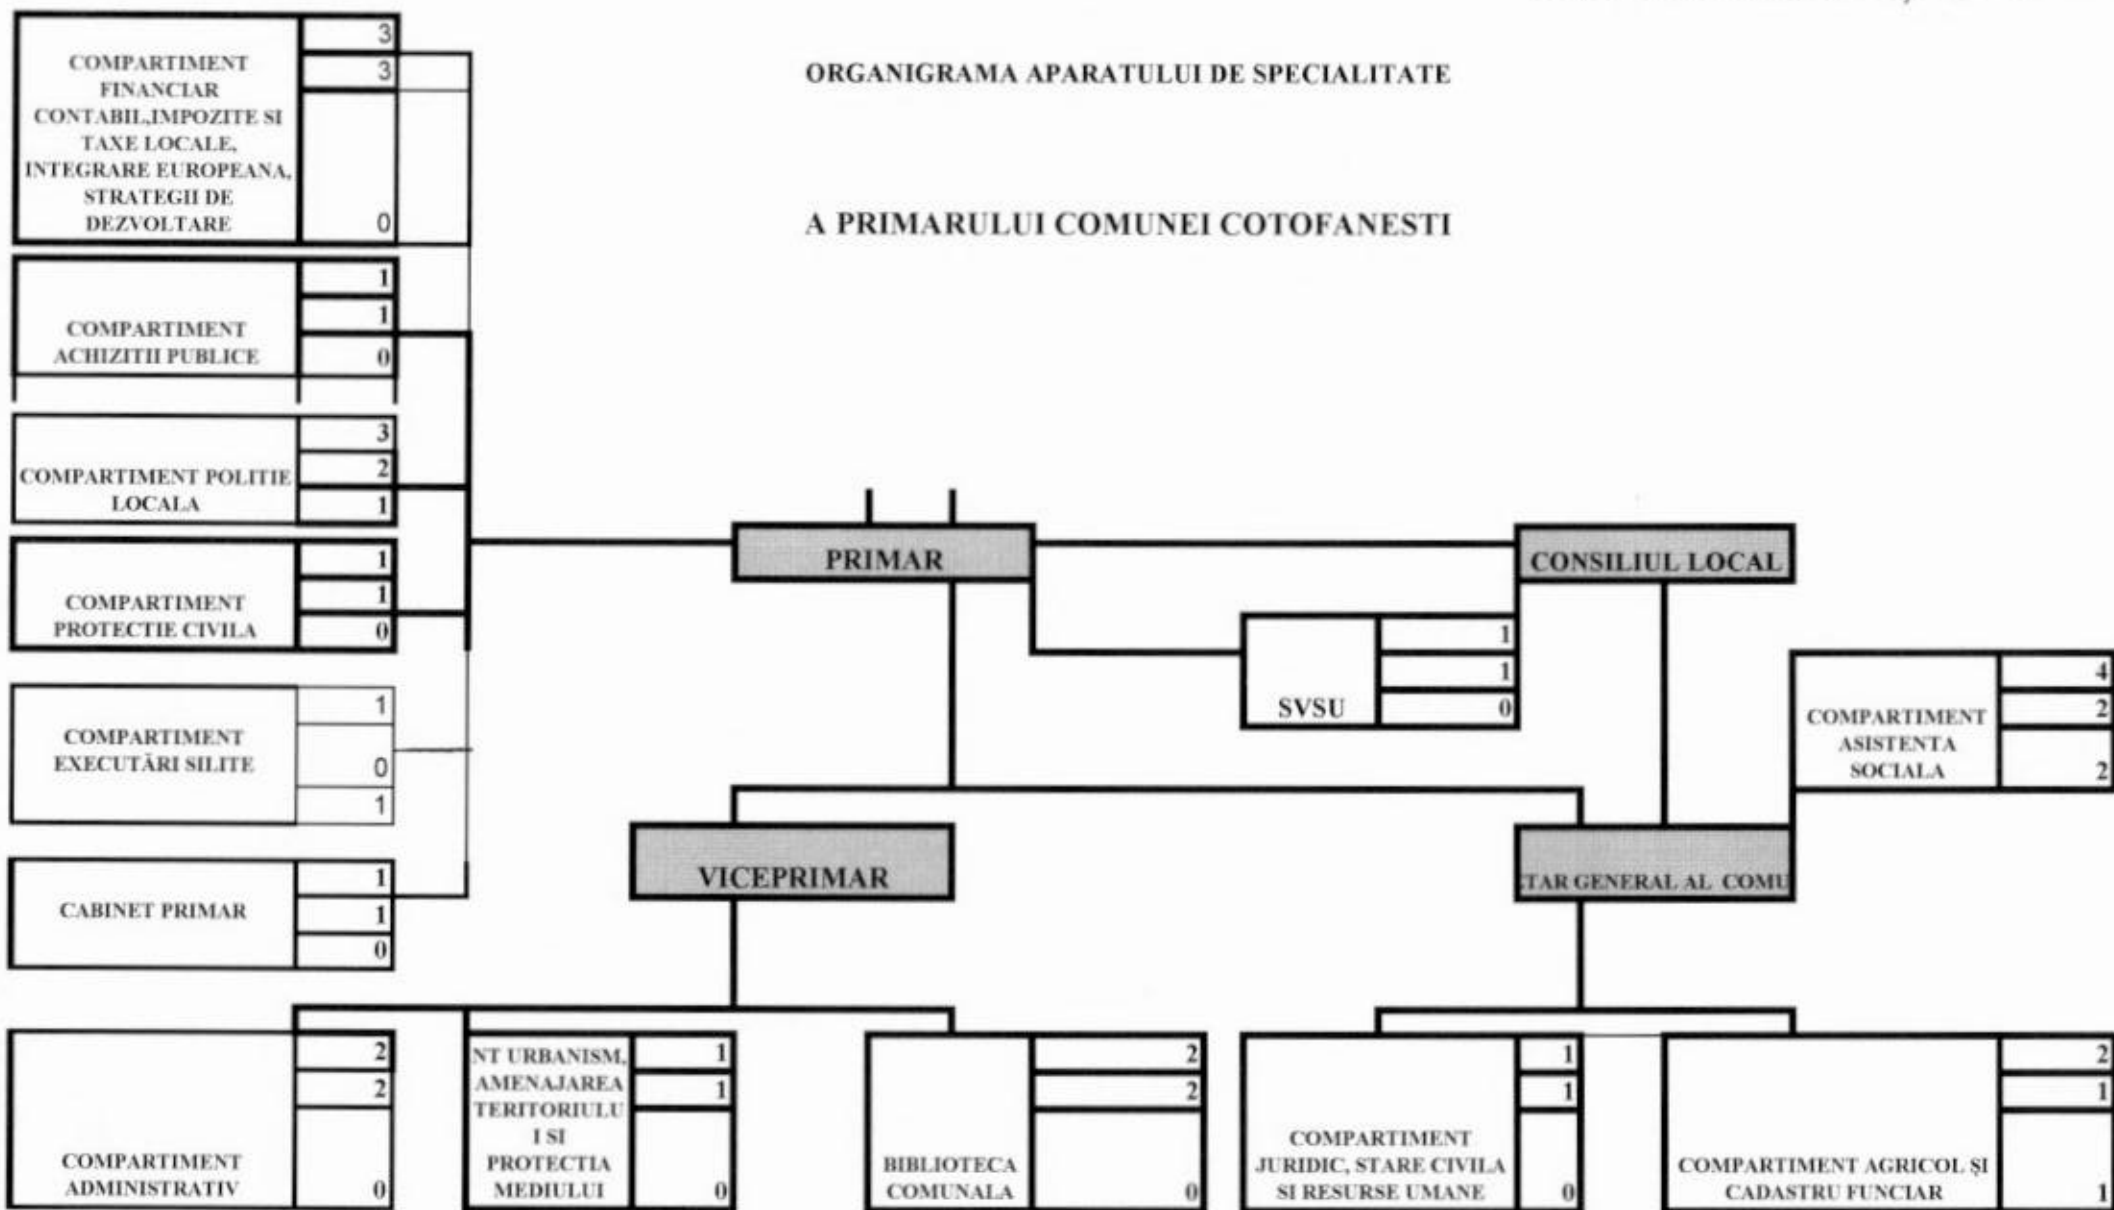 ORGANIGRAMA APARATULUI DE SPECIALITATE
A PRIMARULUI COMUNEI COTOFANESTI
COMPARTIMENT
FINANCIAR
CONTABIL,IMPOZITE SI
TAXE LOCALE,
INTEGRARE EUROPEANA,
STRATEGII DE
DEZVOLTARE
3
3
0
COMPARTIMENT
ACHIZITII PUBLICE
1
1
0
COMPARTIMENT POLITIE
LOCALA
3
2
1
COMPARTIMENT
PROTECTIE CIVILA
1
1
0
COMPARTIMENT
EXECUTĂRI SILITE
1
0
1
CABINET PRIMAR
1
1
0
PRIMAR
CONSILIUL LOCAL
SVSU
1
1
0
COMPARTIMENT
ASISTENTA
SOCIALA
4
2
2
VICEPRIMAR
TAR GENERAL AL COMU
COMPARTIMENT
ADMINISTRATIV
2
2
0
NT URBANISM,
AMENAJAREA
TERITORIULU
I SI
PROTECTIA
MEDIULUI
1
1
0
BIBLIOTECA
COMUNALA
2
2
0
COMPARTIMENT
JURIDIC, STARE CIVILA
SI RESURSE UMANE
1
1
0
COMPARTIMENT AGRICOL ȘI
CADASTRU FUNCIAR
2
1
1